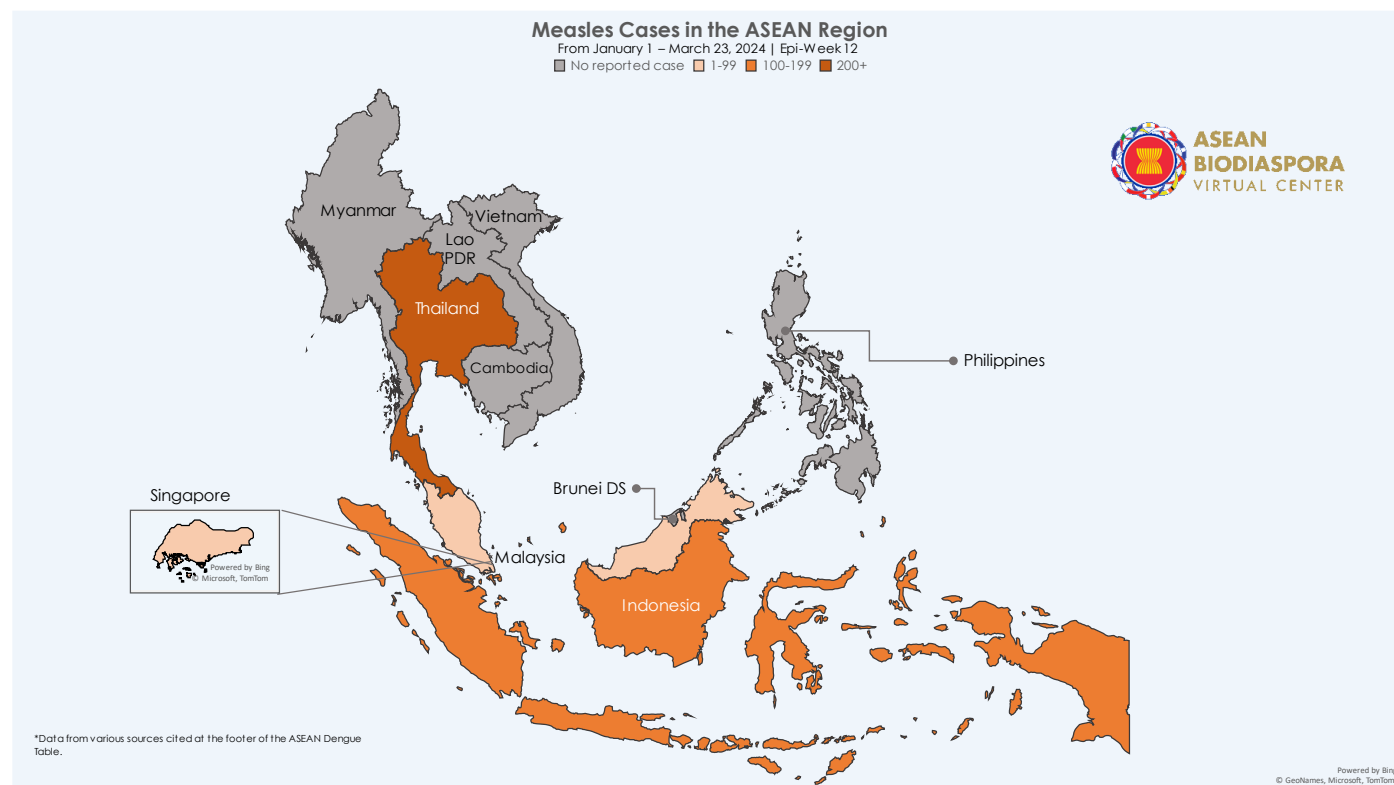 Measles Cases in the ASEAN Region
From January 1 – March 23, 2024 | Epi-Week 12
No reported case 1-99 100-199 200+
ASEAN
BIODIASPORA
VIRTUAL CENTER
Myanmar
Vietnam
Lao
PDR
Thailand
Cambodia
Philippines
Brunei DS
Singapore
Powered by Bing
© Microsoft, TomTom
Malaysia
Indonesia
*Data from various sources cited at the footer of the ASEAN Dengue
Table.
Powered by Bing
© GeoNames, Microsoft, TomTom